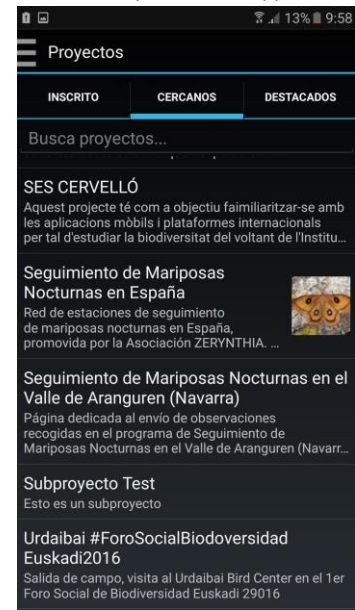 13% 9:58
Proyectos
INSCRITO CERCANOS DESTACADOS
Busca proyectos...
SES CERVELLÓ
Aquest projecte té com a objectiu faimiliaritzar-se amb
les aplicacions mòbils i plataformes internacionals
per tal d'estudiar la biodiversitat del voltant de l'Institu...
Seguimiento de Mariposas
Nocturnas en España
Red de estaciones de seguimiento
de mariposas nocturnas en España,
promovida por la Asociación ZERYNTHIA. ...
Seguimiento de Mariposas Nocturnas en el
Valle de Aranguren (Navarra)
Página dedicada al envío de observaciones
recogidas en el programa de Seguimiento de
Mariposas Nocturnas en el Valle de Aranguren (Navarr...
Subproyecto Test
Esto es un subproyecto
Urdaibai #ForoSocialBiodoversidad
Euskadi2016
Salida de campo, visita al Urdaibai Bird Center en el 1er
Foro Social de Biodiversidad Euskadi 29016